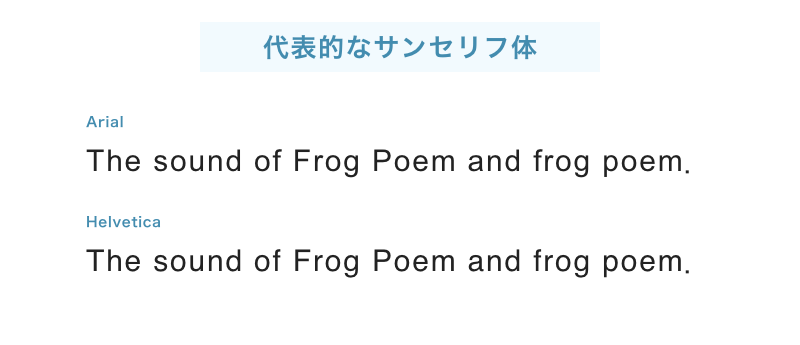 代表的なサンセリフ体
Arial
The sound of Frog Poem and frog poem.
Helvetica
The sound of Frog Poem and frog poem.